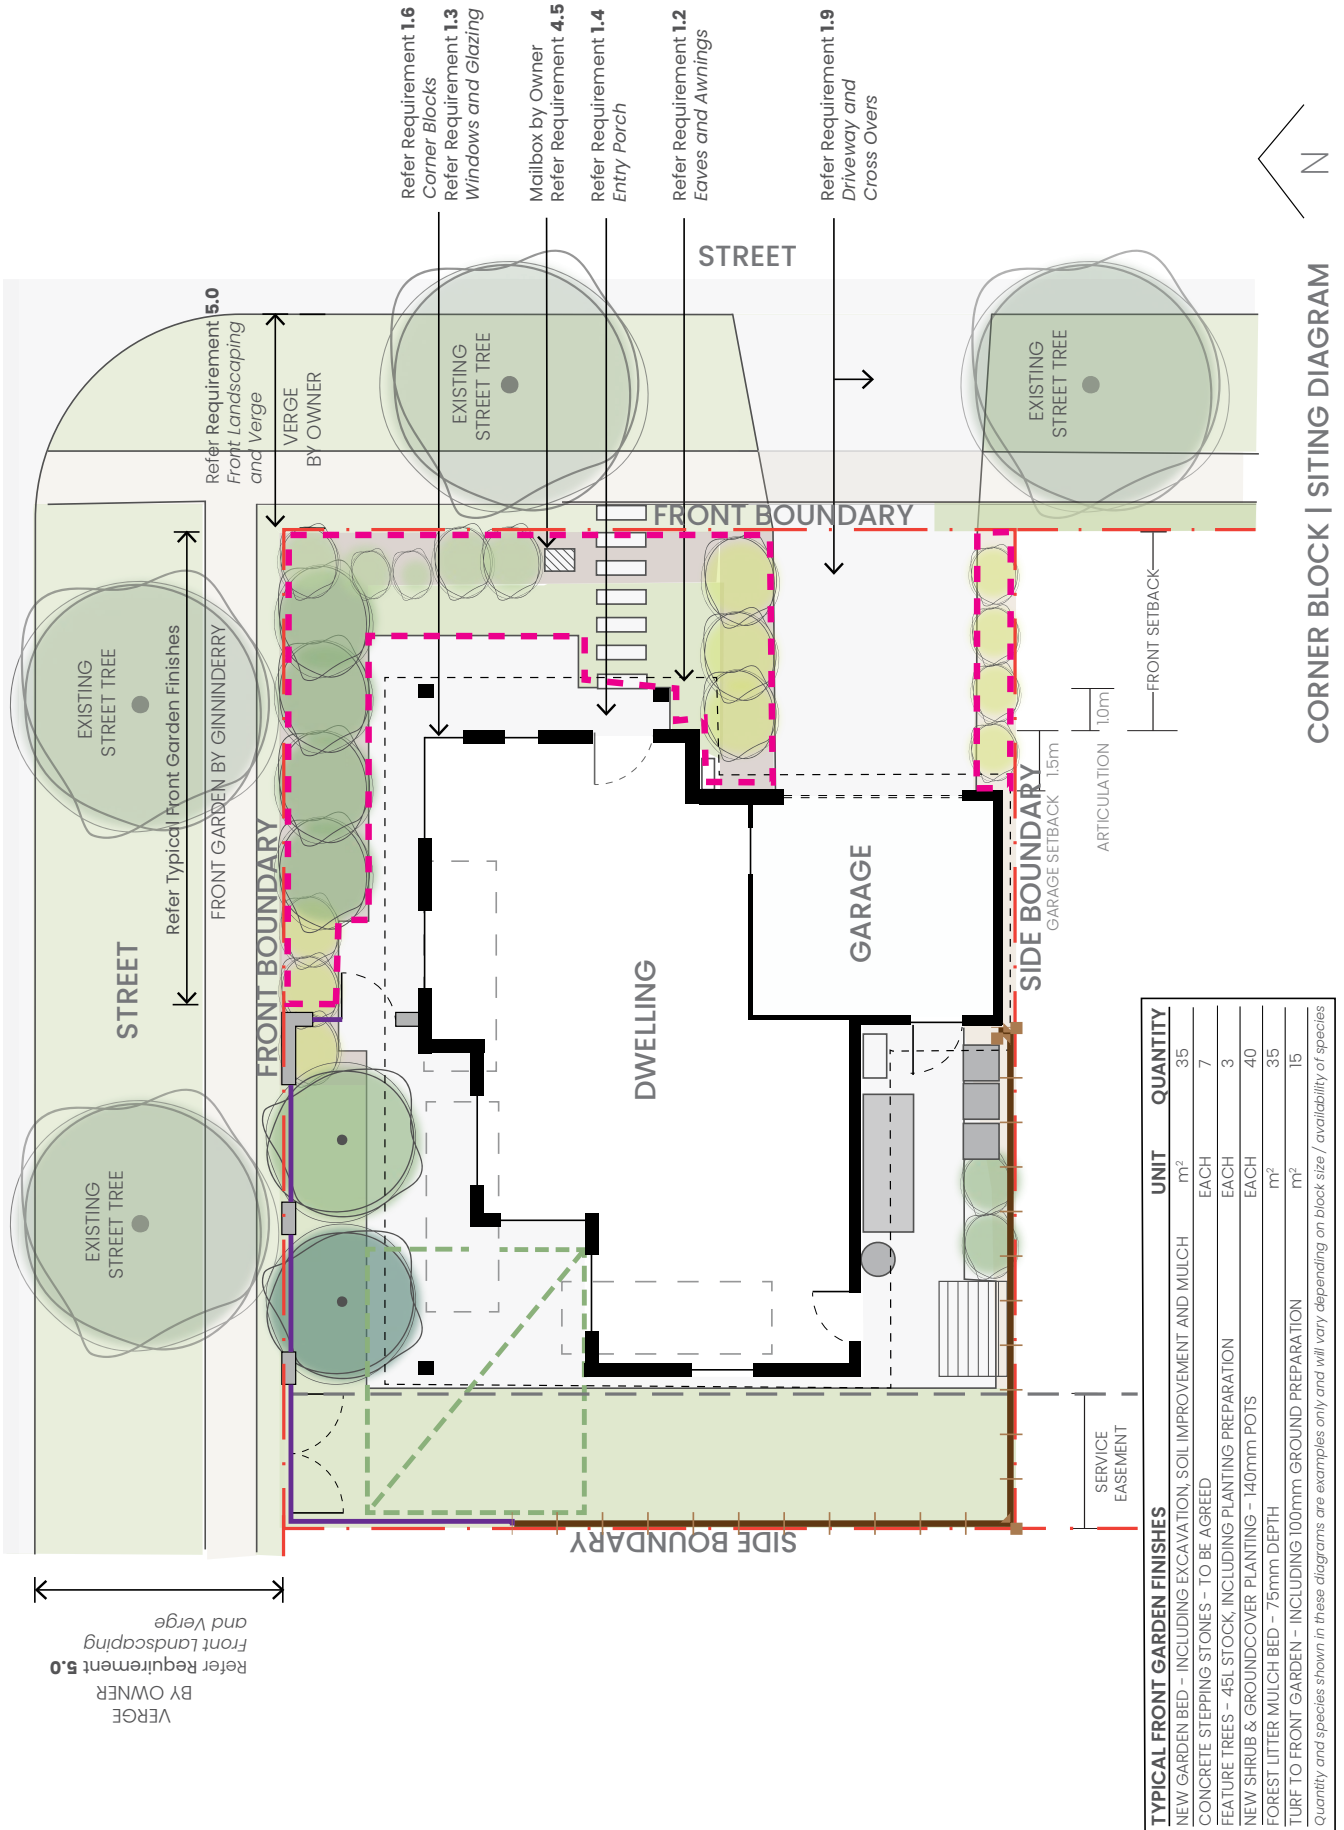 Refer Requirement 1.6
Corner Blocks
Refer Requirement 1.3
Windows and Glazing
Mailbox by Owner
Refer Requirement 4.5
Refer Requirement 1.4
Entry Porch
Refer Requirement 1.2
Eaves and Awnings
Refer Requirement 1.9
Driveway and
Cross Overs
N
CORNER BLOCK | SITING DIAGRAM
STREET
Refer Requirement 5.0
Front Landscaping
and Verge
VERGE
BY OWNER
EXISTING
STREET TREE
EXISTING
STREET TREE
FRONT BOUNDARY
EXISTING
STREET TREE
Refer Typical Front Garden Finishes
FRONT GARDEN BY GINNINDERRY
STREET
FRONT BOUNDARY
FRONT SETBACK
1.0m
ARTICULATION
1.5m
GARAGE SETBACK
SIDE BOUNDARY
GARAGE
DWELLING
EXISTING
STREET TREE
SERVICE
EASEMENT
SIDE BOUNDARY
VERGE
BY OWNER
Refer Requirement 5.0
Front Landscaping
and Verge
TYPICAL FRONT GARDEN FINISHES UNIT QUANTITY
NEW GARDEN BED - INCLUDING EXCAVATION, SOIL IMPROVEMENT AND MULCH m² 35
CONCRETE STEPPING STONES - TO BE AGREED EACH 7
FEATURE TREES - 45L STOCK, INCLUDING PLANTING PREPARATION EACH 3
NEW SHRUB & GROUNDCOVER PLANTING - 140mm POTS EACH 40
FOREST LITTER MULCH BED - 75mm DEPTH m² 35
TURF TO FRONT GARDEN - INCLUDING 100mm GROUND PREPARATION m² 15
Quantity and species shown in these diagrams are examples only and will vary depending on block size / availability of species